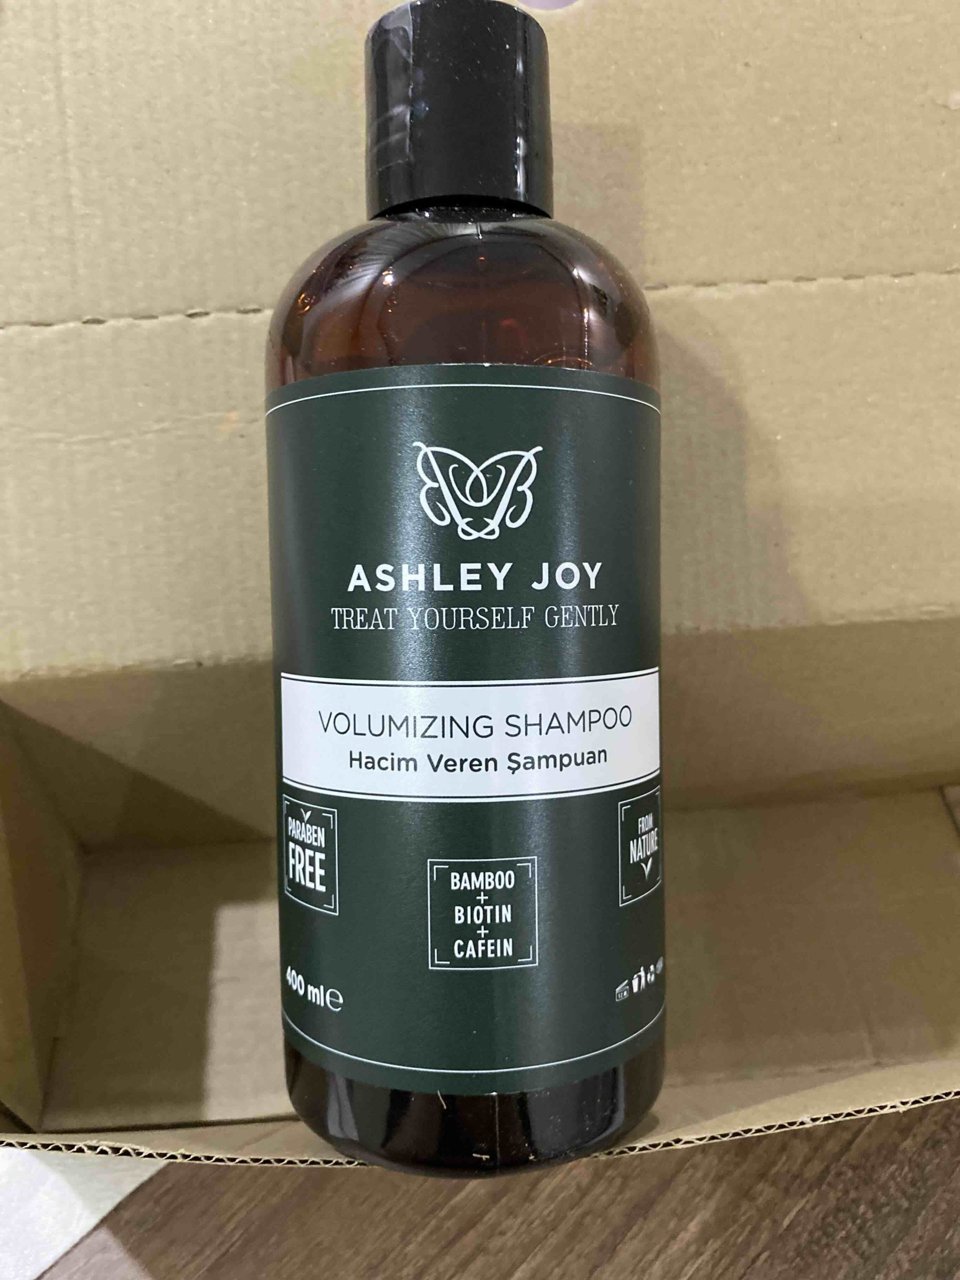 ASHLEY JOY
TREAT YOURSELF GENTLY
VOLUMIZING SHAMPOO
Hacim Veren Şampuan
PARABEN
FREE
FROM
NATURE
BAMBOO
+
BIOTIN
+
CAFEIN
400 ml℮